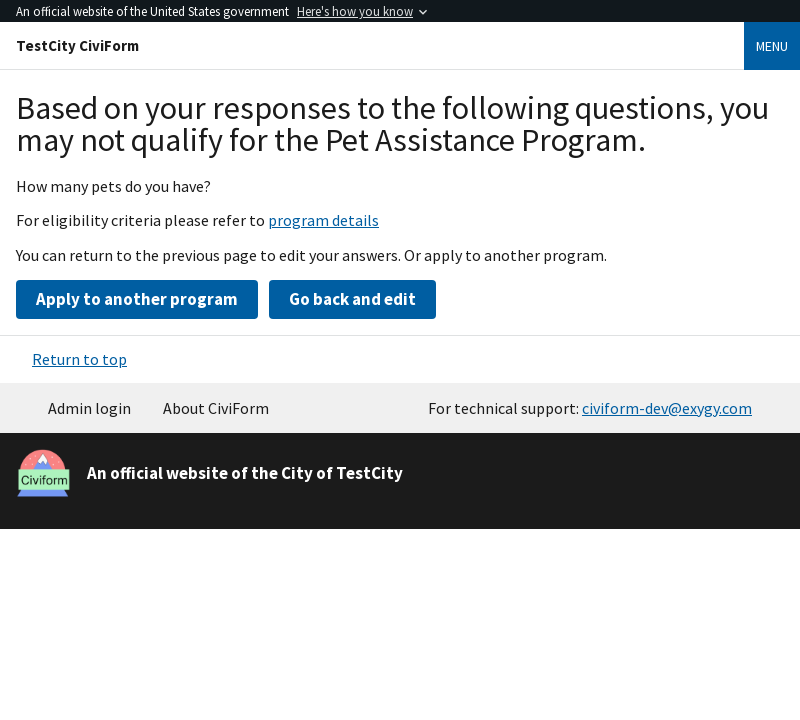 An official website of the United States government Here's how you know
TestCity CiviForm
MENU
Based on your responses to the following questions, you
may not qualify for the Pet Assistance Program.
How many pets do you have?
For eligibility criteria please refer to program details
You can return to the previous page to edit your answers. Or apply to another program.
Apply to another program
Go back and edit
Return to top
Admin login
About CiviForm
For technical support: civiform-dev@exygy.com
Civiform
An official website of the City of TestCity